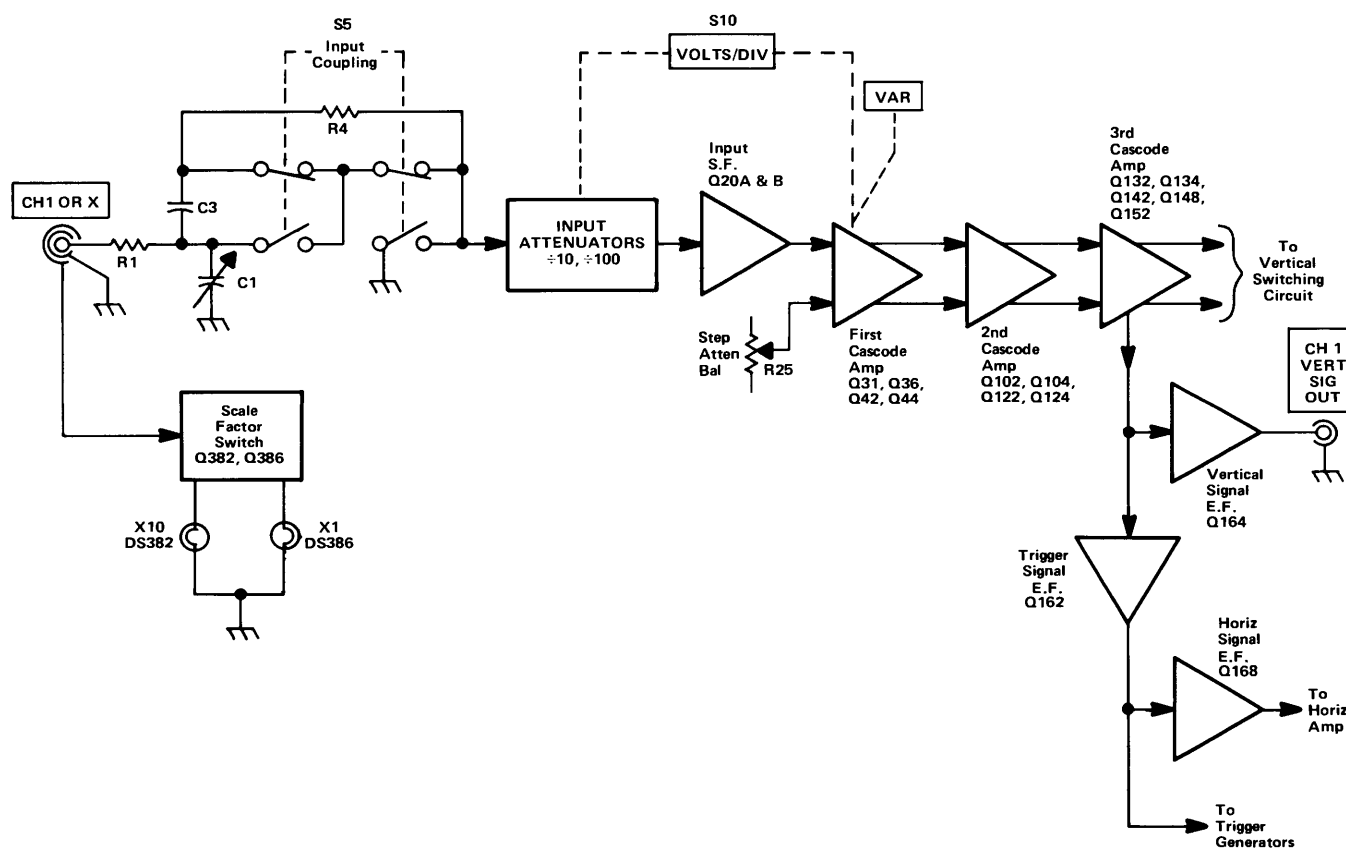 S5
Input
Coupling
S10
VOLTS/DIV
VAR
R4
CH1 OR X
C3
R1
C1
INPUT
ATTENUATORS
÷10, ÷100
Input
S.F.
Q20A & B
3rd
Cascode
Amp
Q132, Q134,
Q142, Q148,
Q152
To
Vertical
Switching
Circuit
Step
Atten
Bal
R25
First
Cascode
Amp
Q31, Q36,
Q42, Q44
2nd
Cascode
Amp
Q102, Q104,
Q122, Q124
CH 1
VERT
SIG
OUT
Scale
Factor
Switch
Q382, Q386
X10
DS382
X1
DS386
Vertical
Signal
E.F.
Q164
Trigger
Signal
E.F.
Q162
Horiz
Signal
E.F.
Q168
To
Horiz
Amp
To
Trigger
Generators